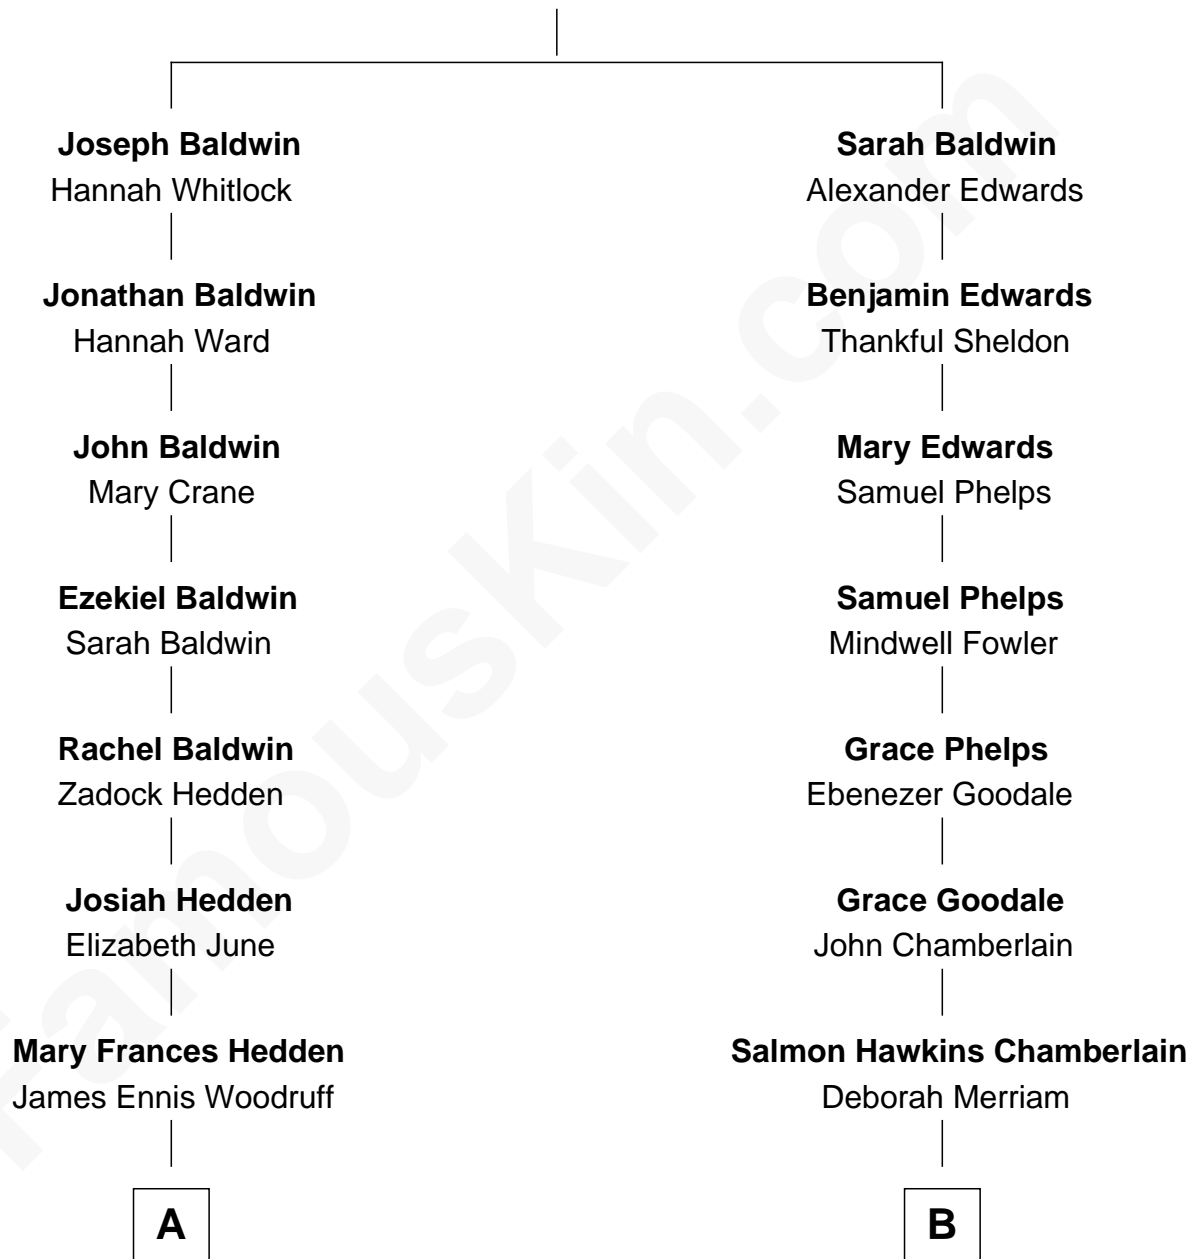 Joseph Baldwin
Hannah Whitlock
Jonathan Baldwin
Hannah Ward
John Baldwin
Mary Crane
Ezekiel Baldwin
Sarah Baldwin
Rachel Baldwin
Zadock Hedden
Josiah Hedden
Elizabeth June
Mary Frances Hedden
James Ennis Woodruff
A
Sarah Baldwin
Alexander Edwards
Benjamin Edwards
Thankful Sheldon
Mary Edwards
Samuel Phelps
Samuel Phelps
Mindwell Fowler
Grace Phelps
Ebenezer Goodale
Grace Goodale
John Chamberlain
Salmon Hawkins Chamberlain
Deborah Merriam
B
FamousKin.com